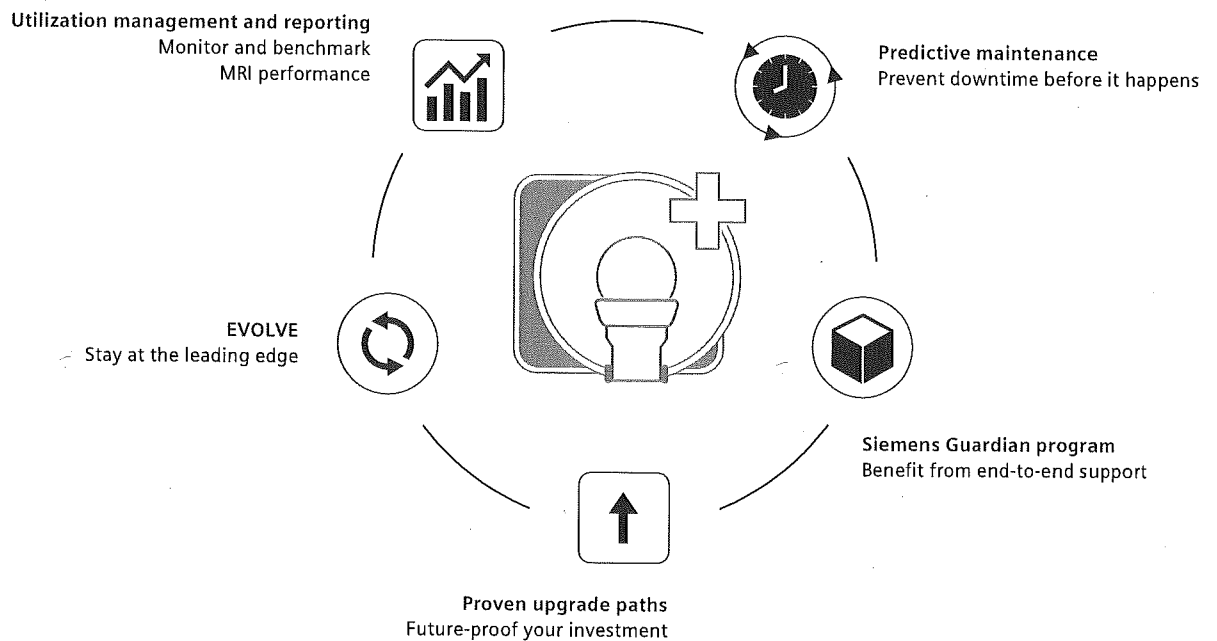 Utilization management and reporting
Monitor and benchmark
MRI performance
Predictive maintenance
Prevent downtime before it happens
EVOLVE
Stay at the leading edge
Siemens Guardian program
Benefit from end-to-end support
Proven upgrade paths
Future-proof your investment